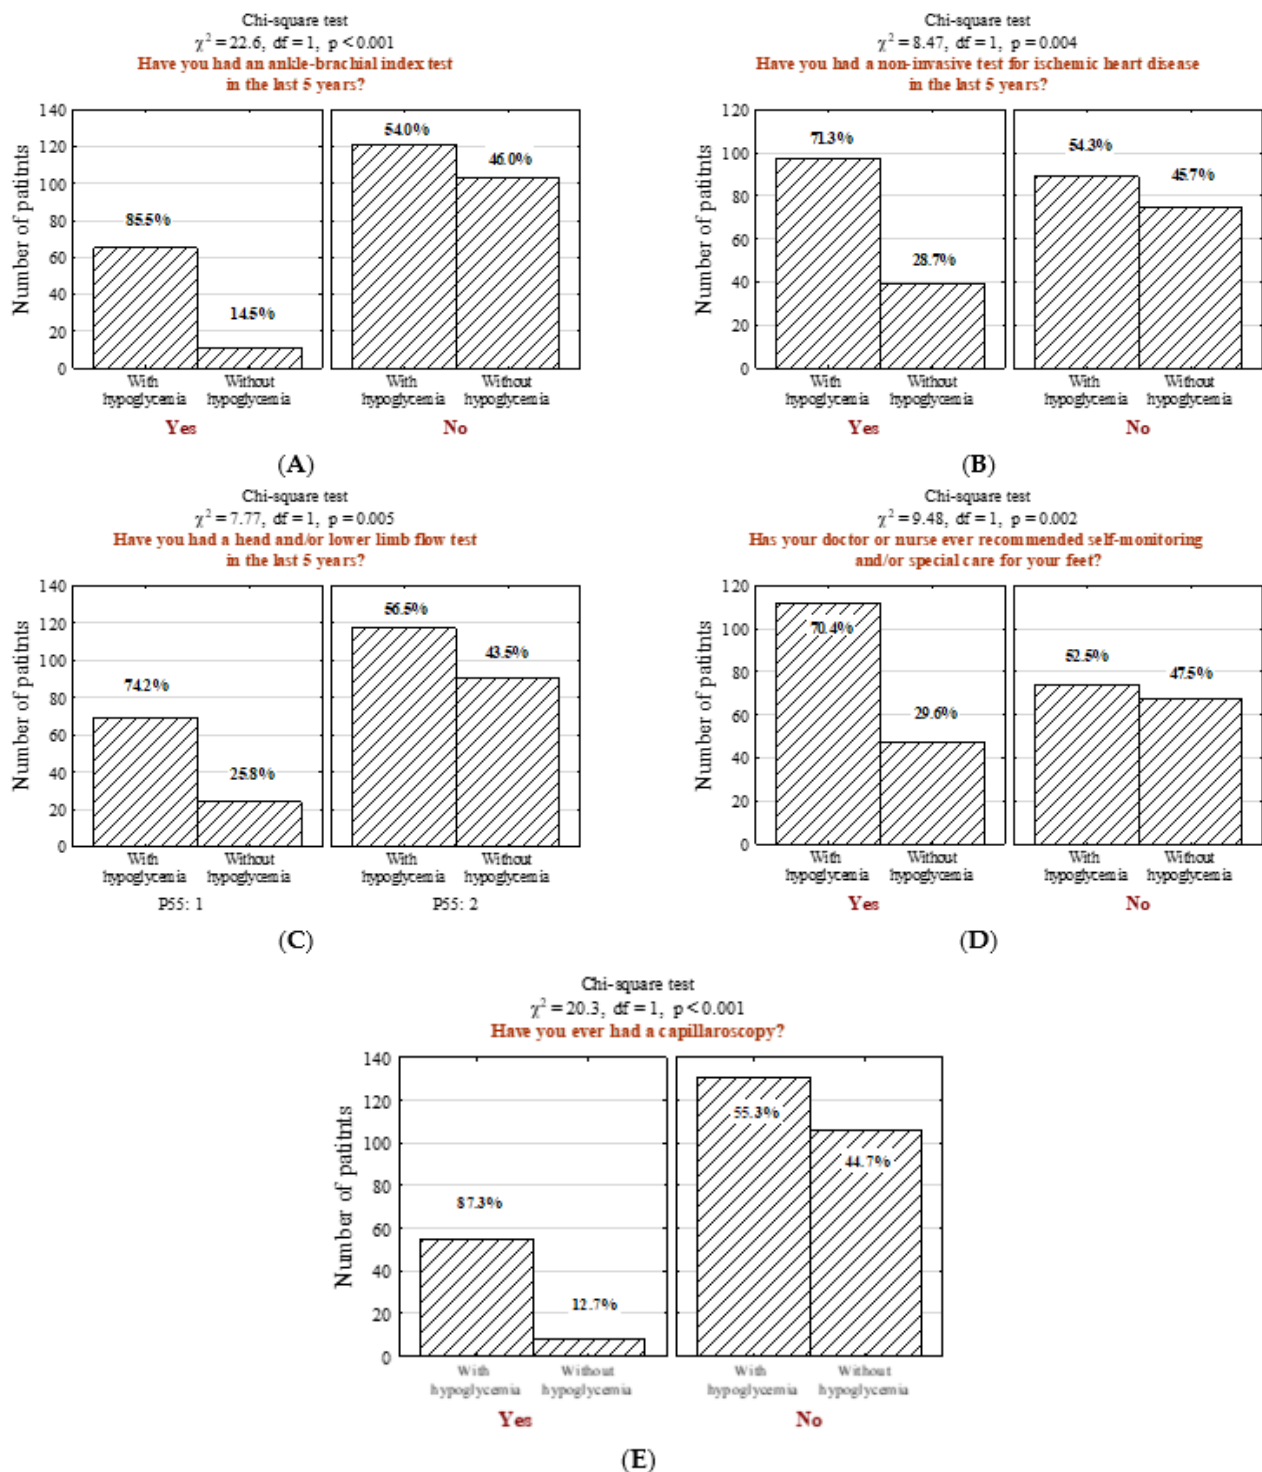 Chi-square test
χ² = 22.6, df = 1, p < 0.001
Have you had an ankle-brachial index test
in the last 5 years?
Number of patitnts
140
120
100
80
60
40
20
0
85.5%
14.5%
54.0%
46.0%
With hypoglycemia
Without hypoglycemia
With hypoglycemia
Without hypoglycemia
Yes
No
(A)
Chi-square test
χ² = 8.47, df = 1, p = 0.004
Have you had a non-invasive test for ischemic heart disease
in the last 5 years?
Number of patitnts
120
100
80
60
40
20
0
71.3%
28.7%
54.3%
45.7%
With hypoglycemia
Without hypoglycemia
With hypoglycemia
Without hypoglycemia
Yes
No
(B)
Chi-square test
χ² = 7.77, df = 1, p = 0.005
Have you had a head and/or lower limb flow test
in the last 5 years?
Number of patitnts
140
120
100
80
60
40
20
0
74.2%
25.8%
56.5%
43.5%
With hypoglycemia
Without hypoglycemia
With hypoglycemia
Without hypoglycemia
P55: 1
P55: 2
(C)
Chi-square test
χ² = 9.48, df = 1, p = 0.002
Has your doctor or nurse ever recommended self-monitoring
and/or special care for your feet?
Number of patitnts
120
100
80
60
40
20
0
70.4%
29.6%
52.5%
47.5%
With hypoglycemia
Without hypoglycemia
With hypoglycemia
Without hypoglycemia
Yes
No
(D)
Chi-square test
χ² = 20.3, df = 1, p < 0.001
Have you ever had a capillaroscopy?
Number of patitnts
140
120
100
80
60
40
20
0
87.3%
12.7%
55.3%
44.7%
With hypoglycemia
Without hypoglycemia
With hypoglycemia
Without hypoglycemia
Yes
No
(E)